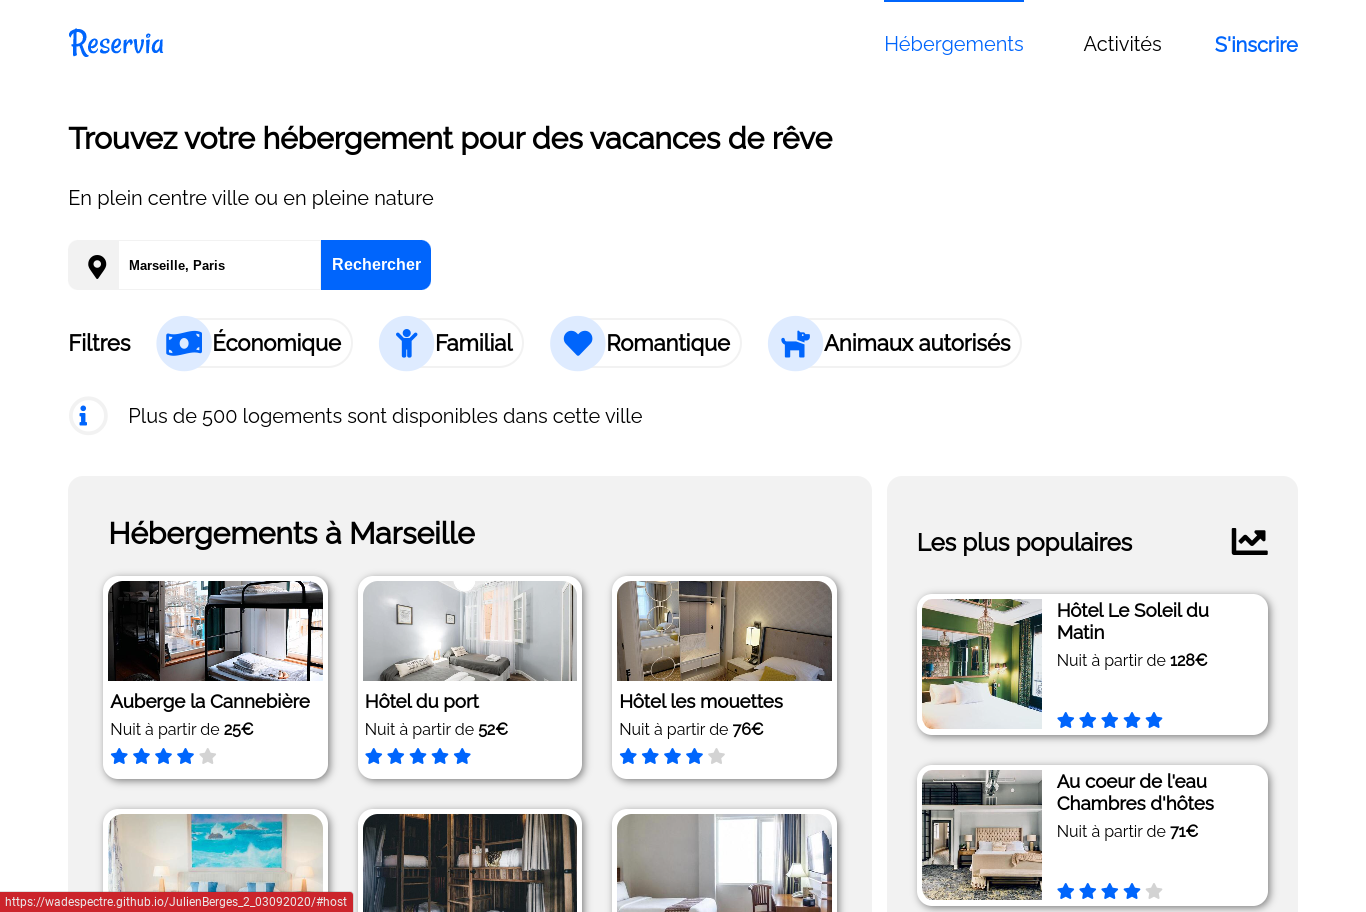 Reservia
Hébergements
Activités
S'inscrire
Trouvez votre hébergement pour des vacances de rêve
En plein centre ville ou en pleine nature
Marseille, Paris
Rechercher
Filtres
Économique
Familial
Romantique
Animaux autorisés
Plus de 500 logements sont disponibles dans cette ville
Hébergements à Marseille
Auberge la Cannebière
Nuit à partir de 25€
Hôtel du port
Nuit à partir de 52€
Hôtel les mouettes
Nuit à partir de 76€
Les plus populaires
Hôtel Le Soleil du
Matin
Nuit à partir de 128€
Au coeur de l'eau
Chambres d'hôtes
Nuit à partir de 71€
https://wadespectre.github.io/JulienBerges_2_03092020/#host